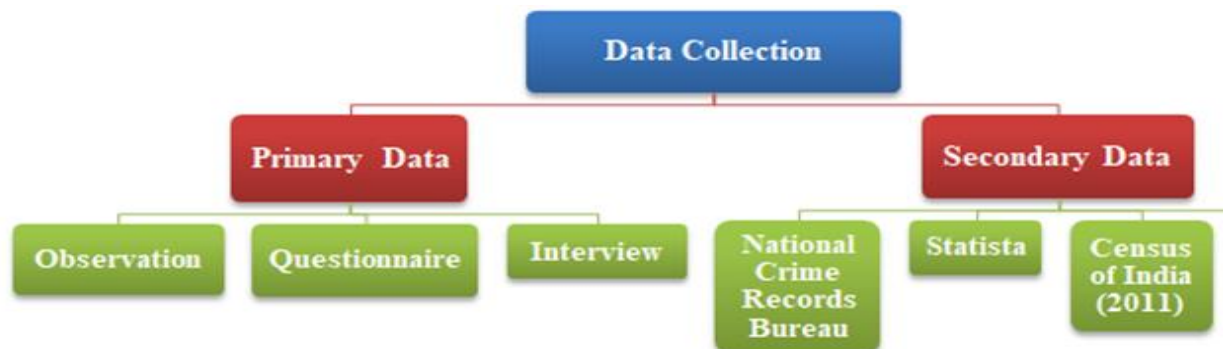 Data Collection
Primary Data
Secondary Data
Observation
Questionnaire
Interview
National
Crime
Records
Bureau
Statista
Census
of India
(2011)